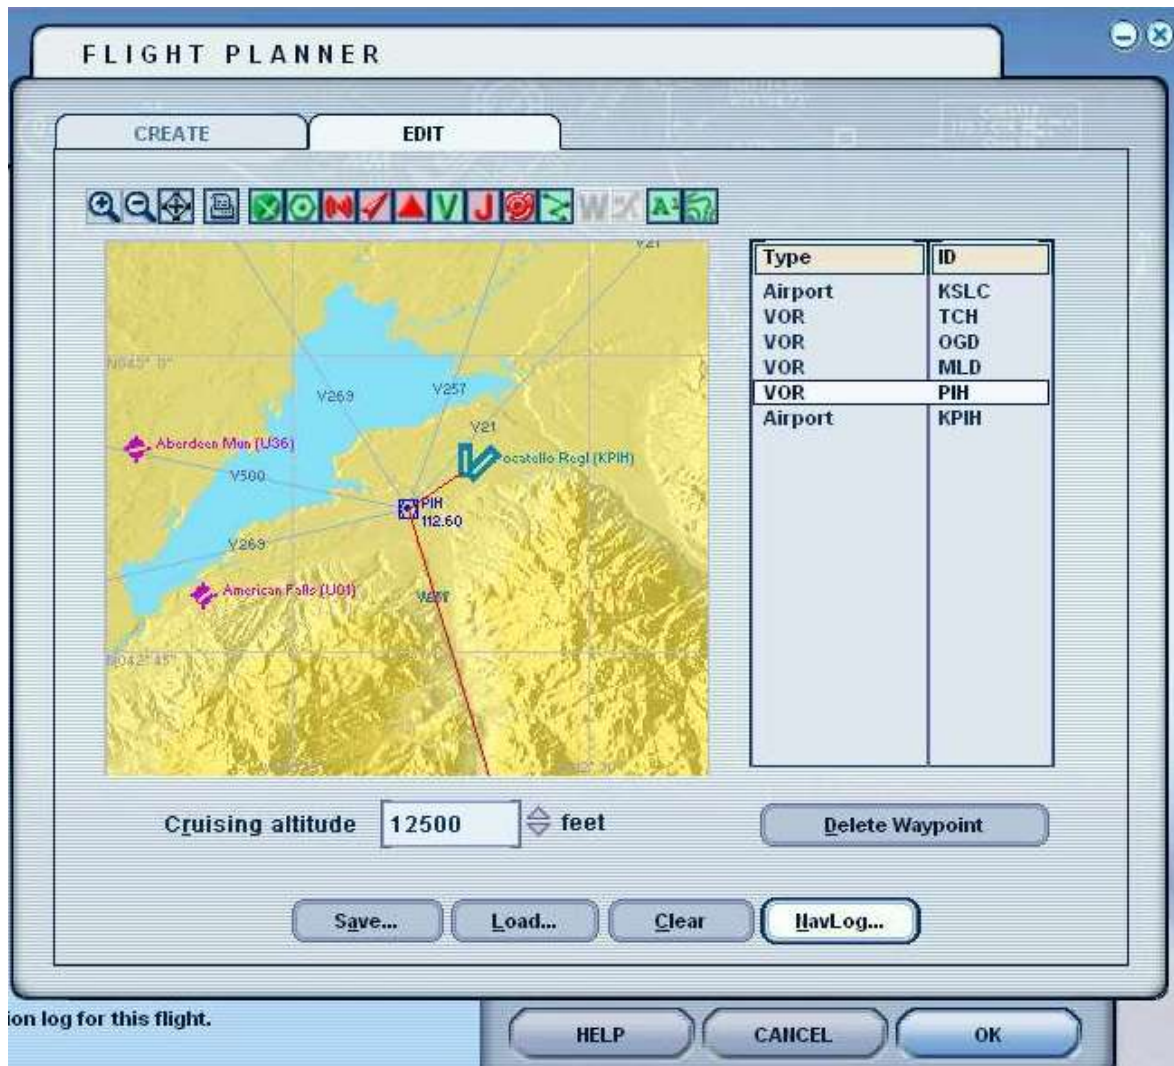 FLIGHT PLANNER
CREATE EDIT
W A
V J
Type ID
Airport KSLC
VOR TCH
VOR OGD
VOR MLD
VOR PIH
Airport KPIH
V21
V269
V257
V21
Aberdeen Mun (U36)
ocatello Regl (KPIH)
V500
PIH
112.60
V269
American Falls (U01)
Cruising altitude 12500 feet
Delete Waypoint
Save... Load... Clear NavLog...
ion log for this flight.
HELP CANCEL OK